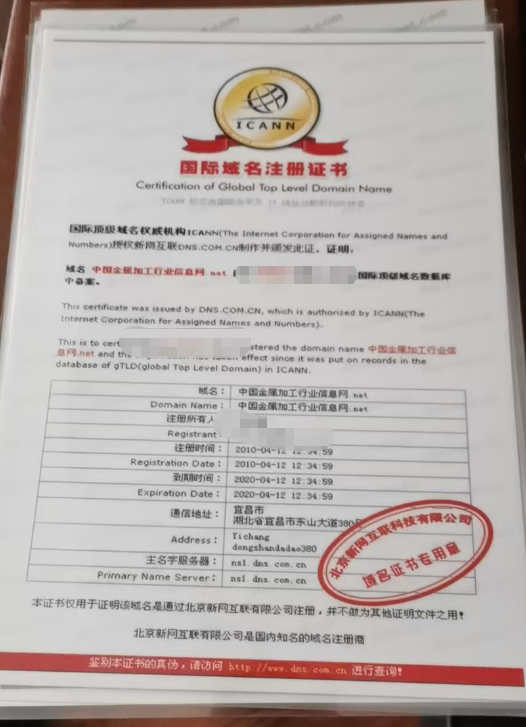 ICANN
国际域名注册证书
Certification of Global Top Level Domain Name
国际顶级域名权威机构ICANN(The Internet Corporation for Assigned Names and
Numbers)授权新网互联DNS.COM.CN制作并颁发此证。证明:
域名 中国金属加工行业信息网.net 国际顶级域名数据库
中备案。
This certificate was issued by DNS.COM.CN, which is authorized by ICANN(The
Internet Corporation for Assigned Names and Numbers).
This is to cert stered the domain name 中国金属加工行业信
息网.net and the effect since it was put on records in the
database of gTLD(global Top Level Domain) in ICANN.
域名: 中国金属加工行业信息网.net
Domain Name: 中国金属加工行业信息网.net
注册所有人
Registrant
注册时间: 2010-04-12 12:34:59
Registration Date: 2010-04-12 12:34:59
到期时间: 2020-04-12 12:34:59
Expiration Date: 2020-04-12 12:34:59
通信地址: 宜昌市
湖北省宜昌市东山大道380
Address: Yichang
dongshandadao380
主名字服务器: ns1.dns.com.cn
Primary Name Server: ns1.dns.com.cn
北京新网互联科技有限公司
域名证书专用章
本证书仅用于证明该域名是通过北京新网互联有限公司注册，并不做为其他证明文件之用!
北京新网互联有限公司是国内知名的域名注册商
鉴别本证书的真伪，请访问 http://www.dns.com.cn 进行查询!